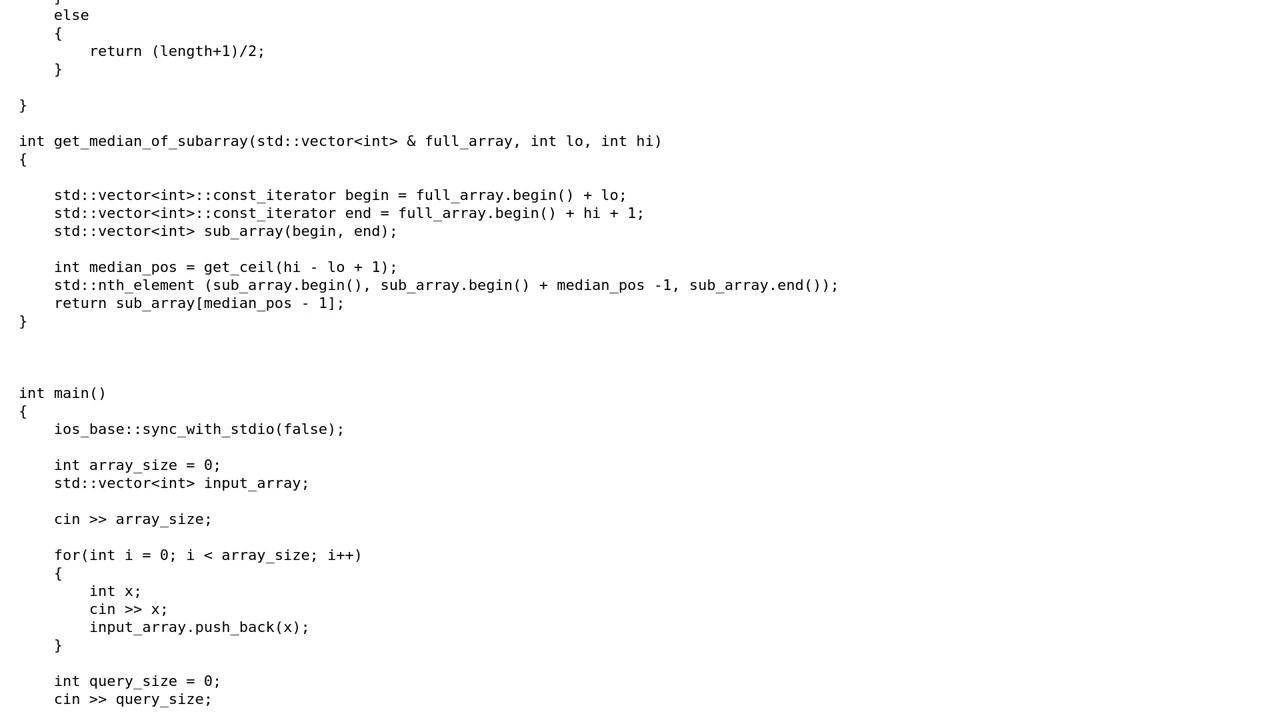 }
else
{
return (length+1)/2;
}
}
int get_median_of_subarray(std::vector<int> & full_array, int lo, int hi)
{
std::vector<int>::const_iterator begin = full_array.begin() + lo;
std::vector<int>::const_iterator end = full_array.begin() + hi + 1;
std::vector<int> sub_array(begin, end);
int median_pos = get_ceil(hi - lo + 1);
std::nth_element (sub_array.begin(), sub_array.begin() + median_pos -1, sub_array.end());
return sub_array[median_pos - 1];
}
int main()
{
ios_base::sync_with_stdio(false);
int array_size = 0;
std::vector<int> input_array;
cin >> array_size;
for(int i = 0; i < array_size; i++)
{
int x;
cin >> x;
input_array.push_back(x);
}
int query_size = 0;
cin >> query_size;